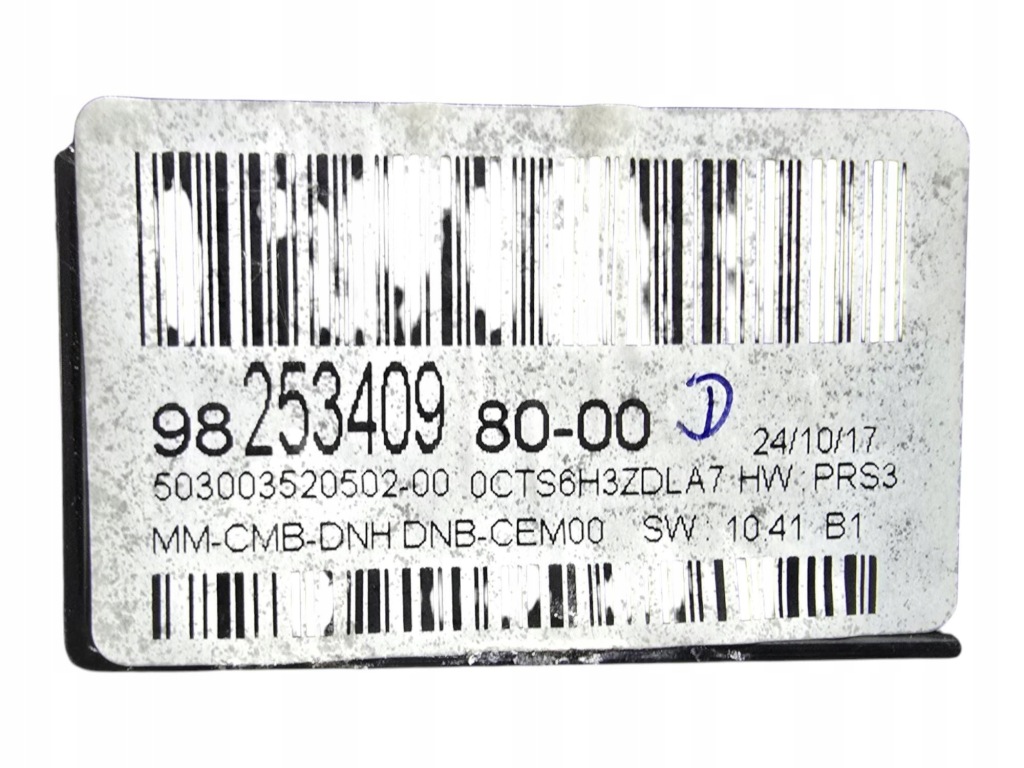 98 253409 80-00 D 24/10/17
503003520502-00 0CTS6H3ZDLA7 HW: PRS3
MM-CMB-DNH DNB-CEM00 SW: 10.41 B1